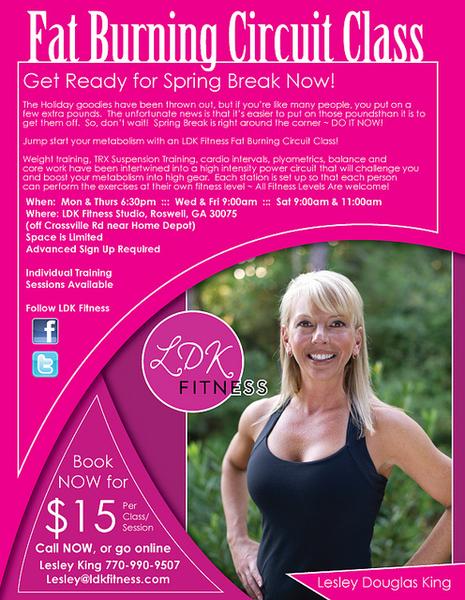 Fat Burning Circuit Class
Get Ready for Spring Break Now!
The Holiday goodies have been thrown out, but if you're like many people, you put on a
few extra pounds. The unfortunate news is that it's easier to put on those poundsthan it is to
get them off. So, don't wait! Spring Break is right around the corner ~ DO IT NOW!
Jump start your metabolism with an LDK Fitness Fat Burning Circuit Class!
Weight training, TRX Suspension Training, cardio intervals, plyometrics, balance and
core work have been intertwined into a high intensity power circuit that will challenge you
and boost your metabolism into high gear. Each station is set up so that each person
can perform the exercises at their own fitness level ~ All Fitness Levels Are welcome!
When: Mon & Thurs 6:30pm ::: Wed & Fri 9:00am ::: Sat 9:00am & 11:00am
Where: LDK Fitness Studio, Roswell, GA 30075
(off Crossville Rd near Home Depot)
Space is Limited
Advanced Sign Up Required
Individual Training
Sessions Available
Follow LDK Fitness
f
t
LDK
FITNESS
Book
NOW for
$15 Per
Class/
Session
Call NOW, or go online
Lesley King 770-990-9507
Lesley@ldkfitness.com
Lesley Douglas King